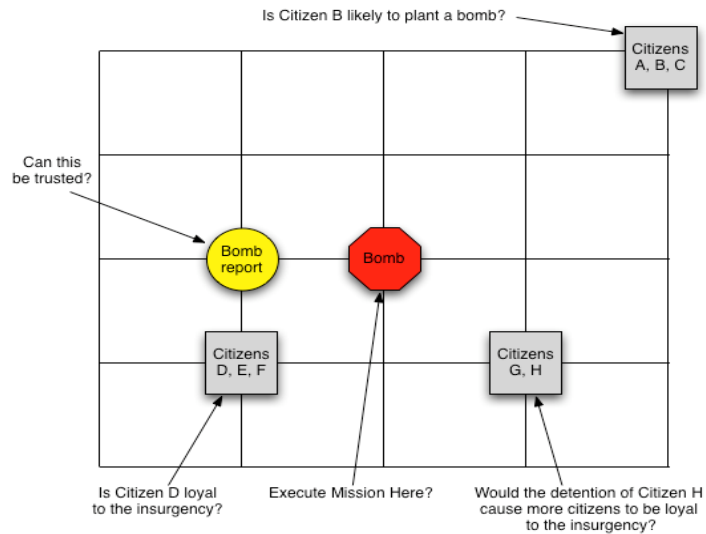 Is Citizen B likely to plant a bomb?
Citizens
A, B, C
Can this
be trusted?
Bomb
report
Bomb
Citizens
D, E, F
Citizens
G, H
Is Citizen D loyal
to the insurgency?
Execute Mission Here?
Would the detention of Citizen H
cause more citizens to be loyal
to the insurgency?